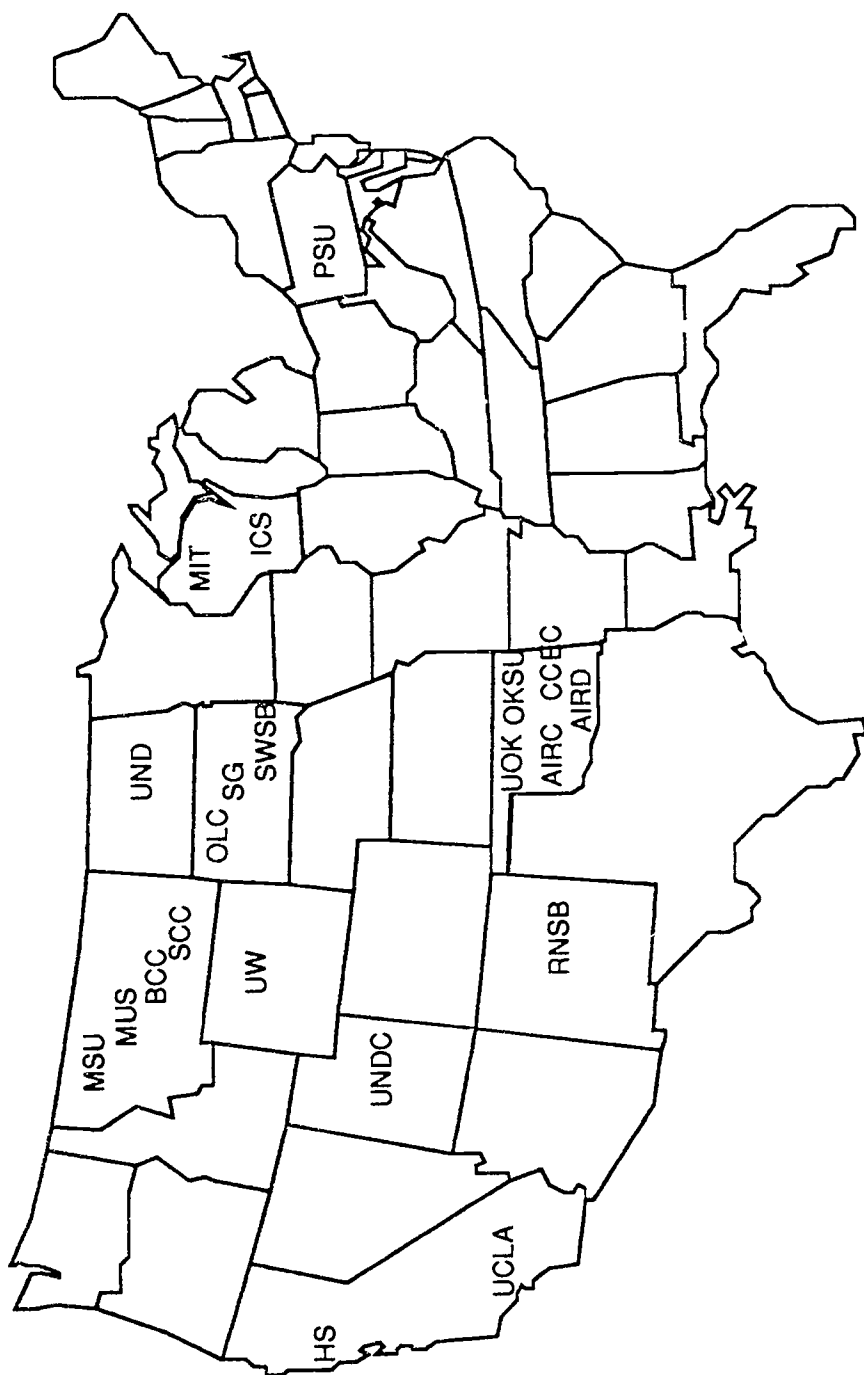 MSU
MUS
BCC
SCC
UND
OLC
SG
SWSB
MIT
ICS
PSU
UW
HS
UCLA
UNDC
RNSB
UOK OKSU
AIRC CCEC
AIRD